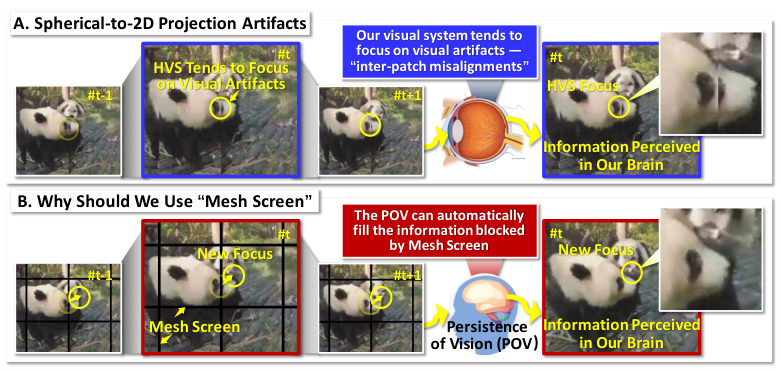 A. Spherical-to-2D Projection Artifacts
#t-1
#t
HVS Tends to Focus
on Visual Artifacts
#t+1
Our visual system tends to
focus on visual artifacts —
“inter-patch misalignments”
#t
HVS Focus
Information Perceived
in Our Brain
B. Why Should We Use “Mesh Screen”
#t-1
#t
New Focus
Mesh Screen
#t+1
The POV can automatically
fill the information blocked
by Mesh Screen
Persistence
of Vision (POV)
#t
New Focus
Information Perceived
in Our Brain